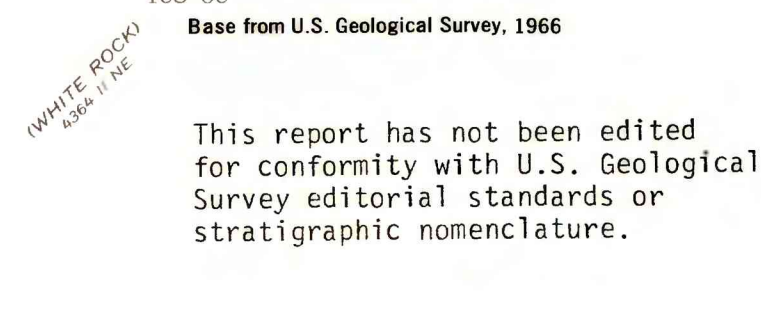 Base from U.S. Geological Survey, 1966
(WHITE ROCK)
4364 II NE
This report has not been edited
for conformity with U.S. Geological
Survey editorial standards or
stratigraphic nomenclature.